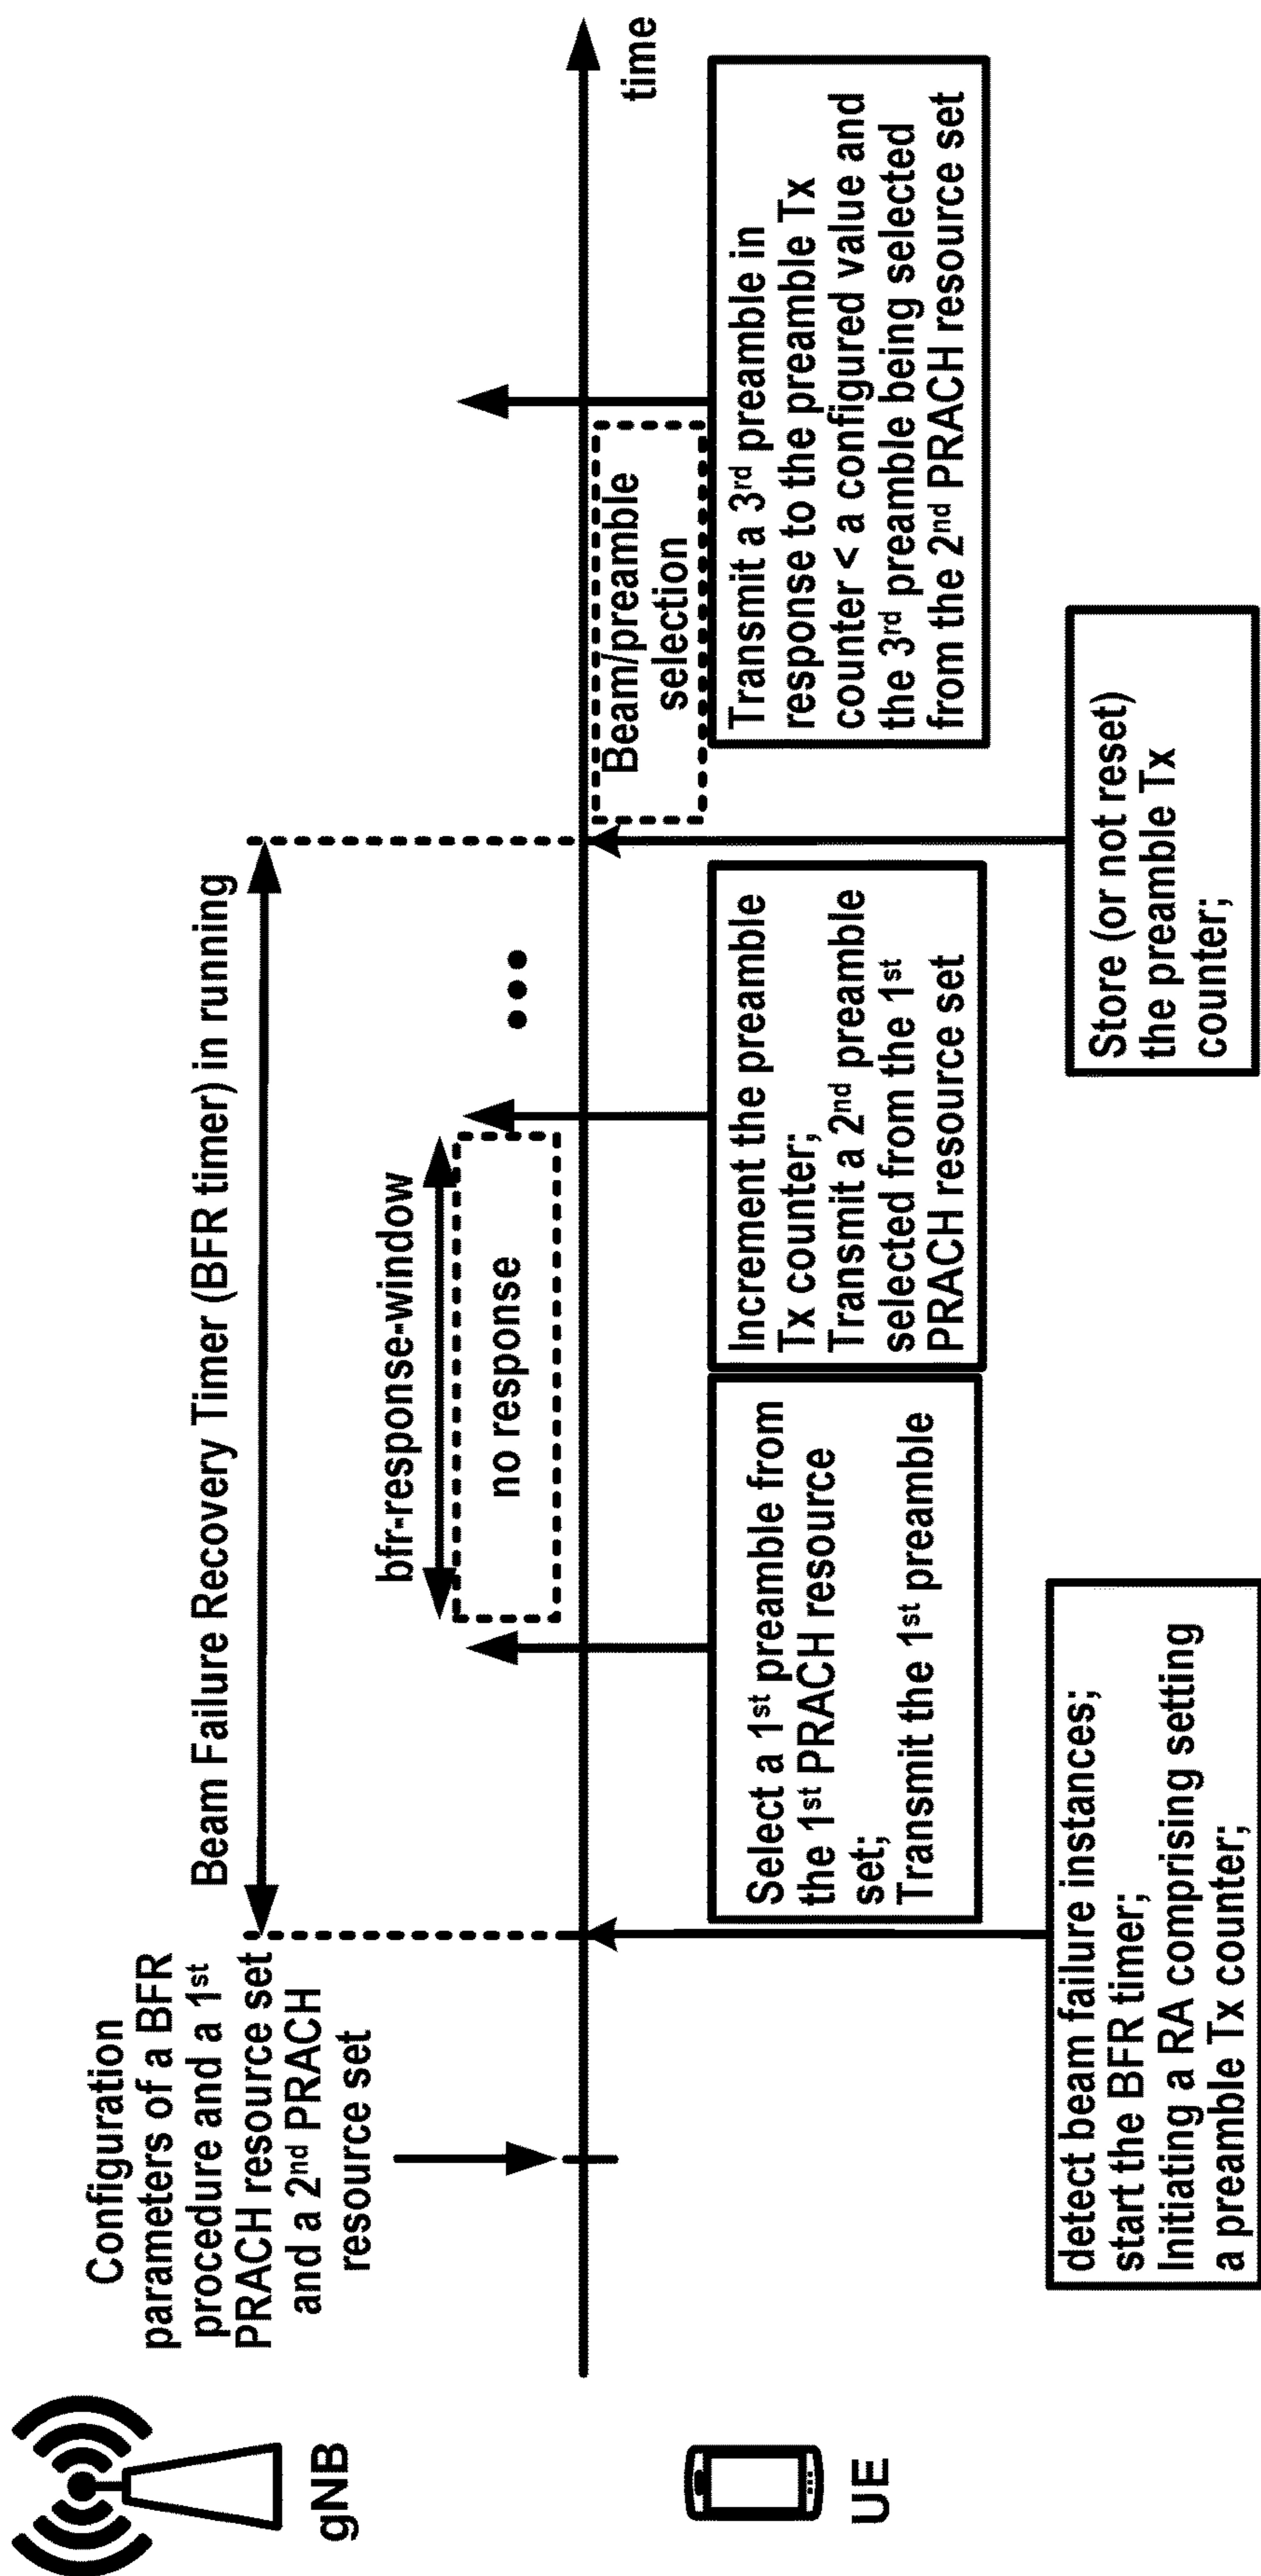 gNB
UE
Configuration
parameters of a BFR
procedure and a 1st
PRACH resource set
and a 2nd PRACH
resource set
Beam Failure Recovery Timer (BFR timer) in running
bfr-response-window
no response
time
Beam/preamble
selection
detect beam failure instances;
start the BFR timer;
Initiating a RA comprising setting
a preamble Tx counter;
Select a 1st preamble from
the 1st PRACH resource
set;
Transmit the 1st preamble
Increment the preamble
Tx counter;
Transmit a 2nd preamble
selected from the 1st
PRACH resource set
Store (or not reset)
the preamble Tx
counter;
Transmit a 3rd preamble in
response to the preamble Tx
counter < a configured value and
the 3rd preamble being selected
from the 2nd PRACH resource set